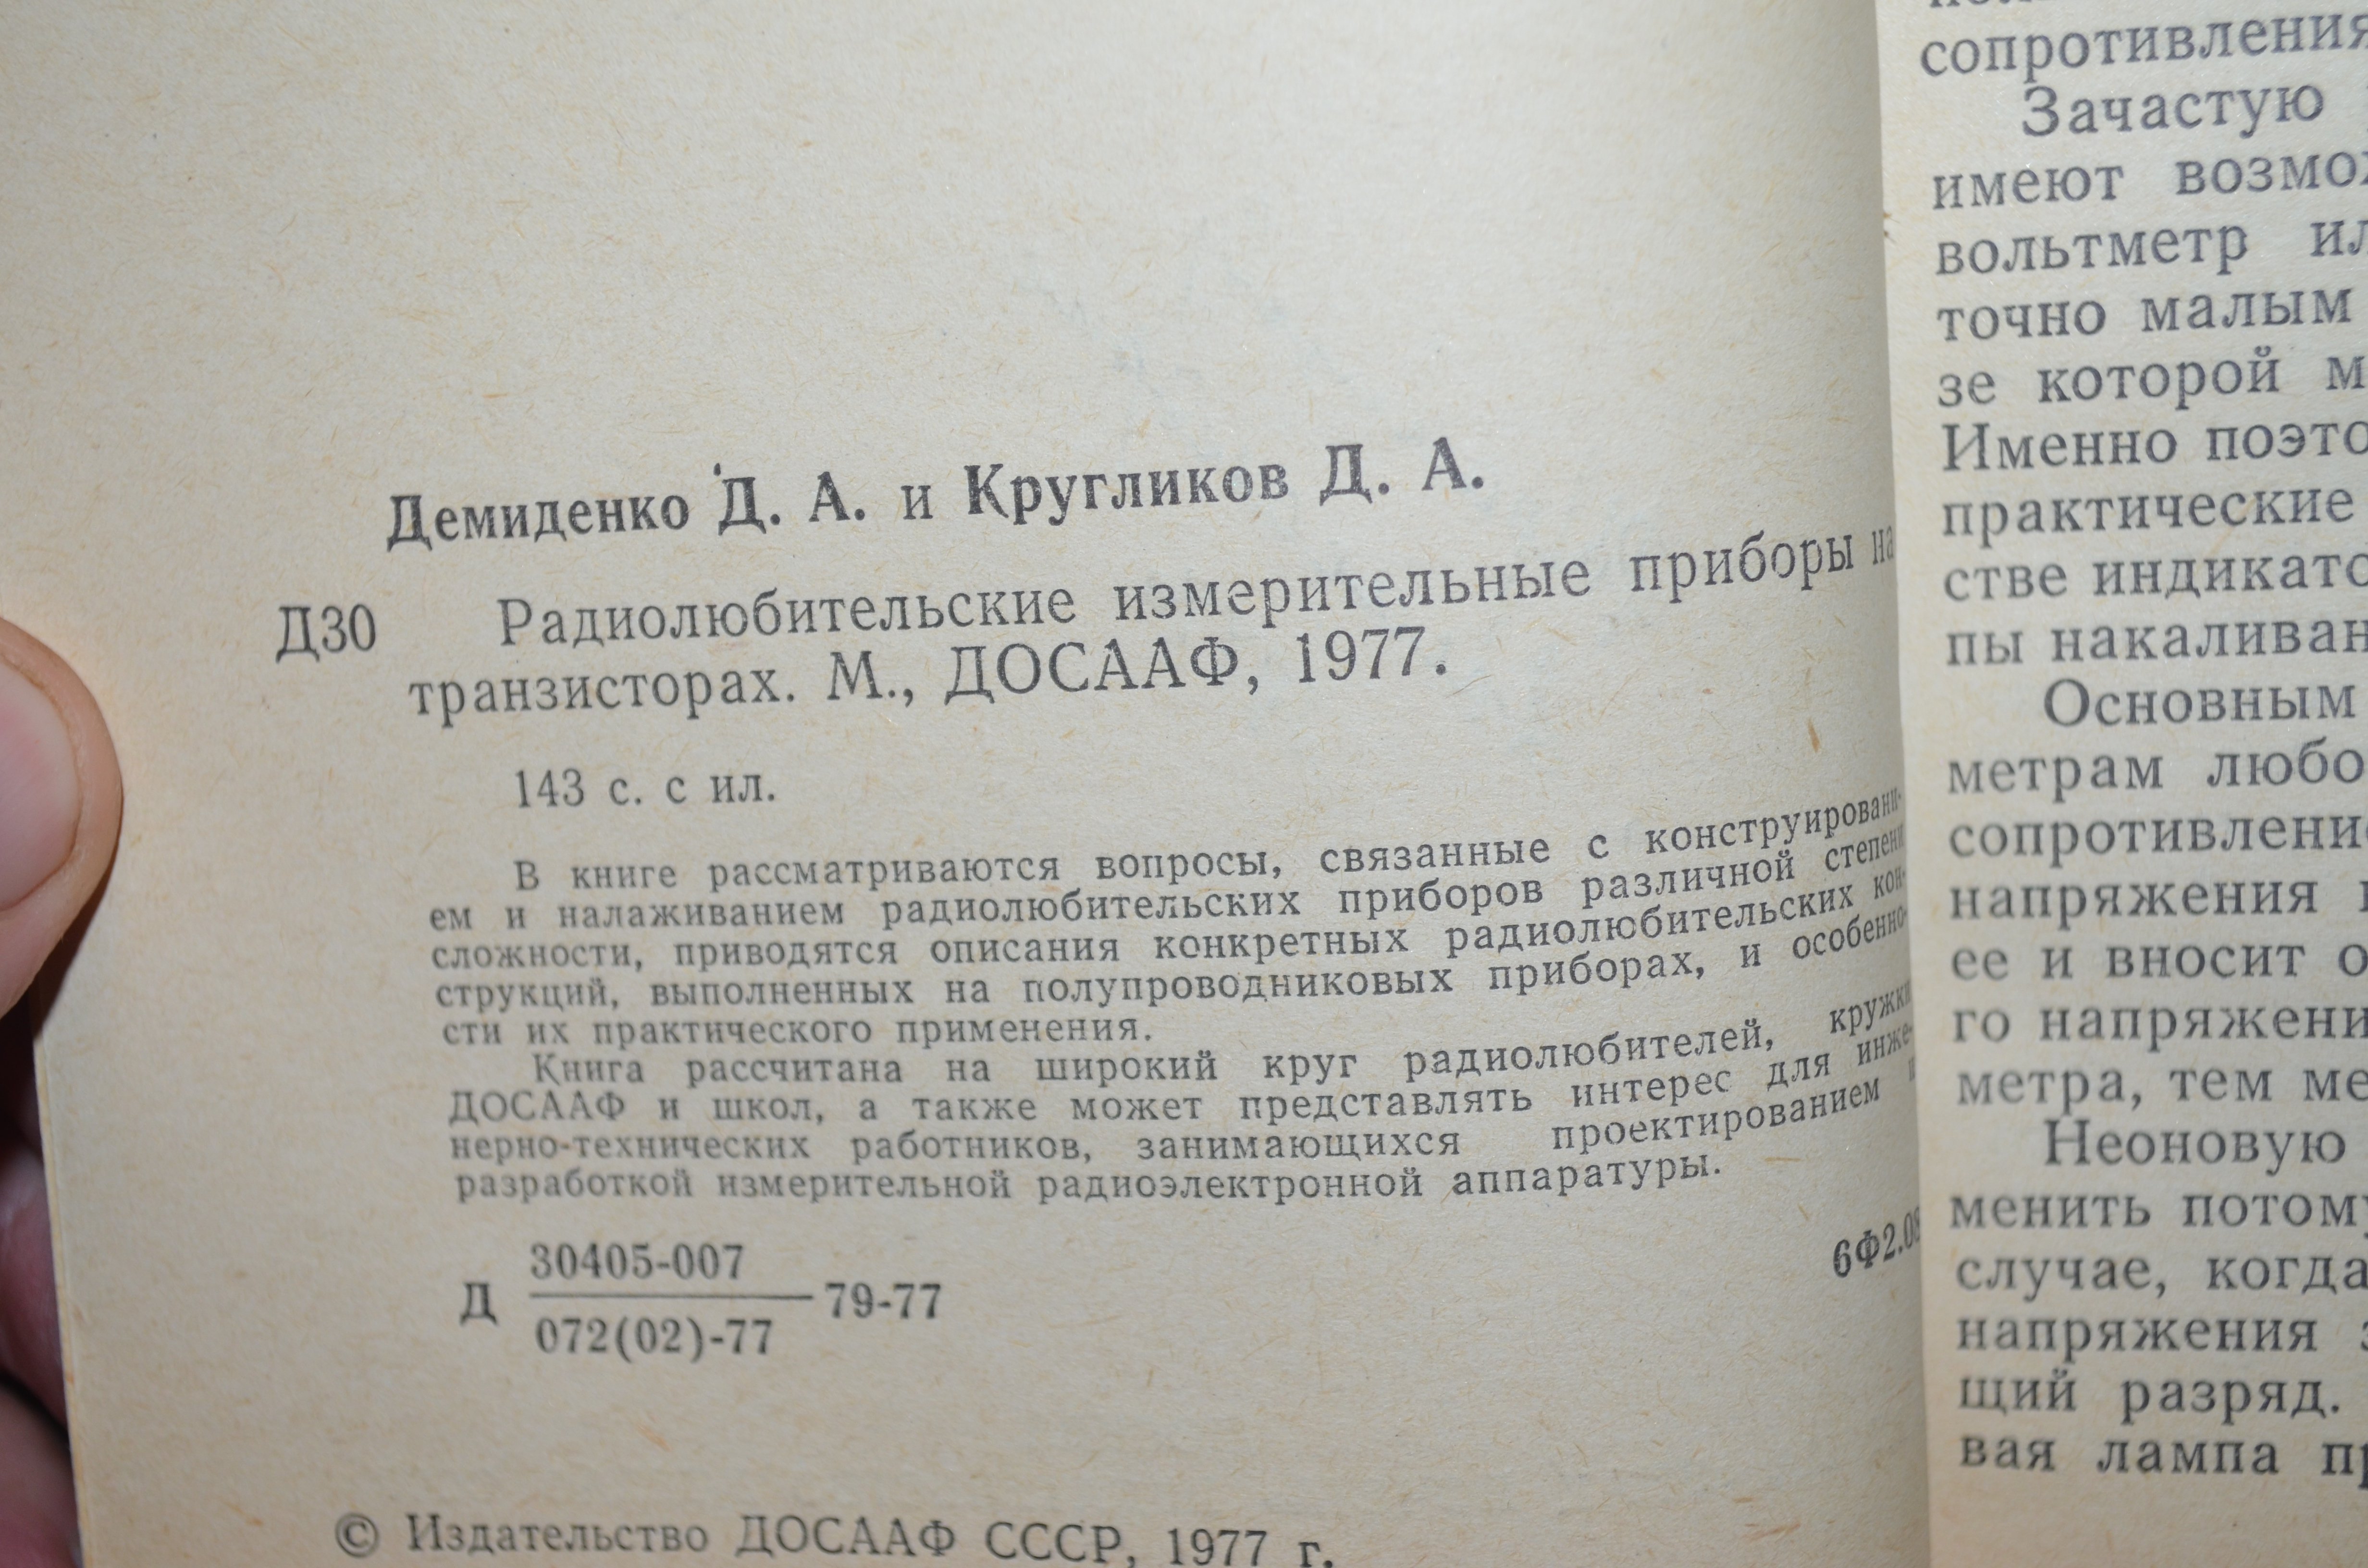 Демиденко Д. А. и Кругликов Д. А.
Д30 Радиолюбительские измерительные приборы на
транзисторах. М., ДОСААФ, 1977.
143 с. с ил.
В книге рассматриваются вопросы, связанные с конструировани-
ем и налаживанием радиолюбительских приборов различной степени
сложности, приводятся описания конкретных радиолюбительских кон-
струкций, выполненных на полупроводниковых приборах, и особенно-
сти их практического применения.
Книга рассчитана на широкий круг радиолюбителей, кружки
ДОСААФ и школ, а также может представлять интерес для инже-
нерно-технических работников, занимающихся проектированием и
разработкой измерительной радиоэлектронной аппаратуры.
6Ф2.08
30405-007
Д 79-77
072(02)-77
© Издательство ДОСААФ СССР, 1977 г.
сопротивления
Зачастую
имеют возмож
вольтметр ил
точно малым
зе которой м
Именно поэто
практические
стве индикато
пы накаливан
Основным
метрам любо
сопротивление
напряжения
ее и вносит о
го напряжени
метра, тем ме
Неоновую
менить потому
случае, когда
напряжения з
щий разряд.
вая лампа пр